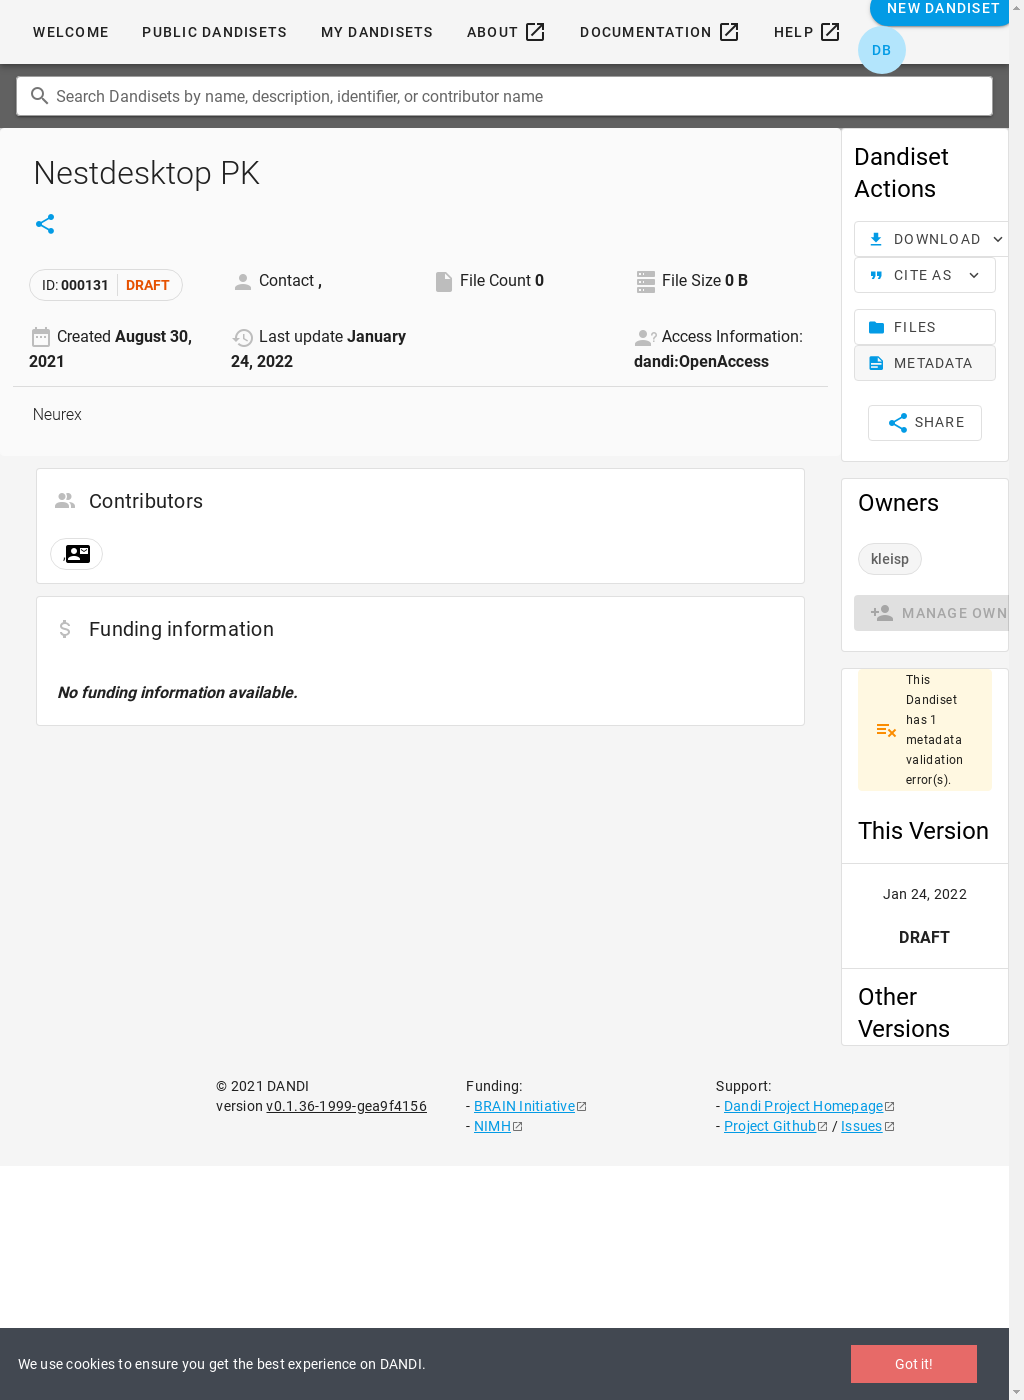 WELCOME
PUBLIC DANDISETS
MY DANDISETS
ABOUT
DOCUMENTATION
HELP
NEW DANDISET
DB
Search Dandisets by name, description, identifier, or contributor name
Nestdesktop PK
ID: 000131 DRAFT
Contact ,
File Count 0
File Size 0 B
Created August 30,
2021
Last update January
24, 2022
Access Information:
dandi:OpenAccess
Neurex
Contributors
,
Funding information
No funding information available.
Dandiset
Actions
DOWNLOAD
CITE AS
FILES
METADATA
SHARE
Owners
kleisp
MANAGE OWN
This
Dandiset
has 1
metadata
validation
error(s).
This Version
Jan 24, 2022
DRAFT
Other
Versions
© 2021 DANDI
version v0.1.36-1999-gea9f4156
Funding:
- BRAIN Initiative
- NIMH
Support:
- Dandi Project Homepage
- Project Github / Issues
We use cookies to ensure you get the best experience on DANDI.
Got it!